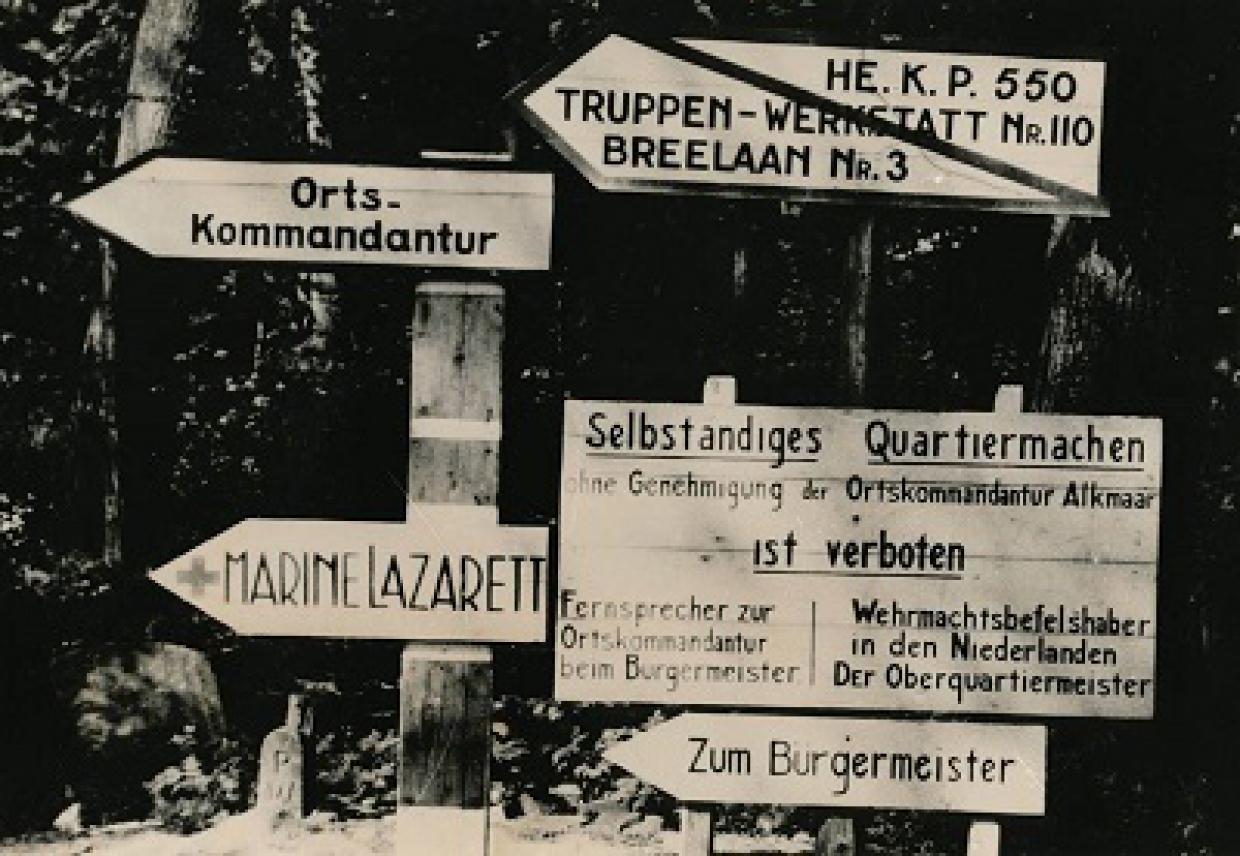 HE. K. P. 550
TRUPPEN-WERKSTATT NR. 110
BREELAAN NR. 3
Orts-
Kommandantur
Selbstandiges Quartiermachen
ohne Genehmigung der Ortskommandantur Alkmaar
ist verboten
Fernsprecher zur
Ortskommandantur
beim Burgermeister
Wehrmachtsbefelshaber
in den Niederlanden
Der Oberquartiermeister
MARINE LAZARETT
Zum Burgermeister
P